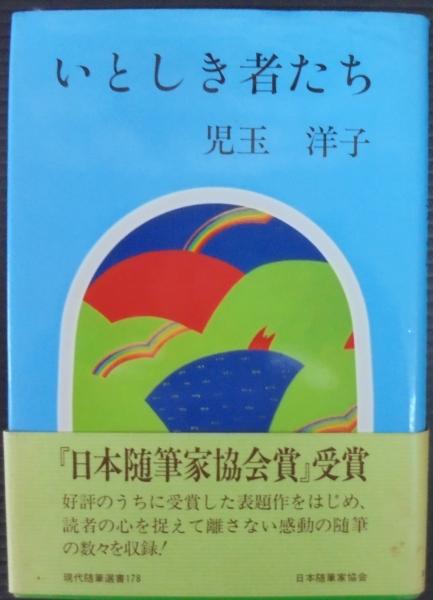 いとしき者たち
児玉 洋子
『日本随筆家協会賞』受賞
好評のうちに受賞した表題作をはじめ、
読者の心を捉えて離さない感動の随筆
の数々を収録!
現代随筆選書178 日本随筆家協会